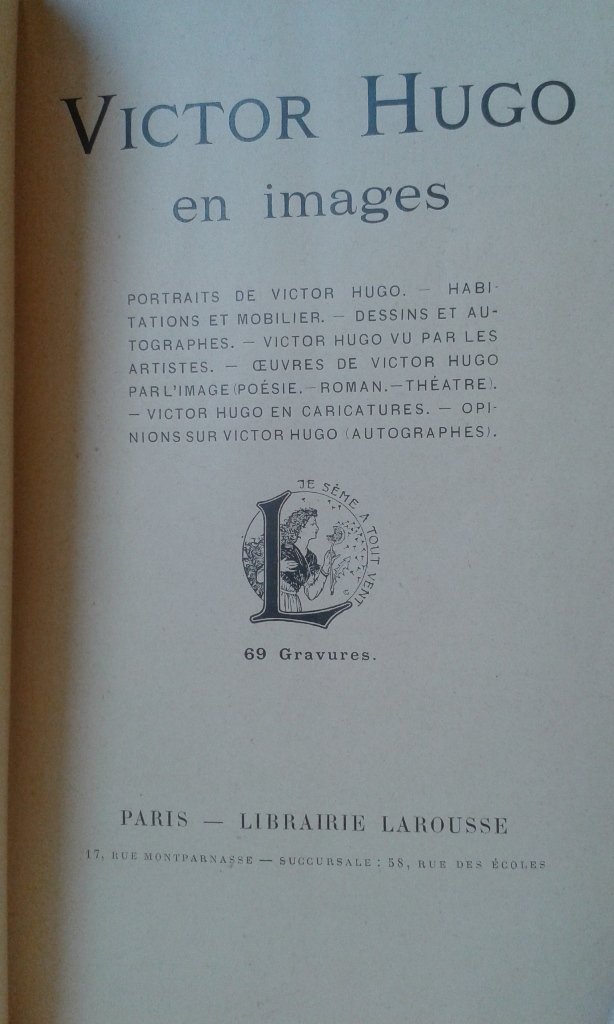 VICTOR HUGO
en images
PORTRAITS DE VICTOR HUGO. — HABI-
TATIONS ET MOBILIER. — DESSINS ET AU-
TOGRAPHES. — VICTOR HUGO VU PAR LES
ARTISTES. — ŒUVRES DE VICTOR HUGO
PAR L'IMAGE (POÉSIE. — ROMAN. — THÉATRE).
— VICTOR HUGO EN CARICATURES. — OPI-
NIONS SUR VICTOR HUGO (AUTOGRAPHES).
JE SÈME A TOUT VENT
L
69 Gravures.
PARIS — LIBRAIRIE LAROUSSE
17, RUE MONTPARNASSE — SUCCURSALE : 58, RUE DES ÉCOLES